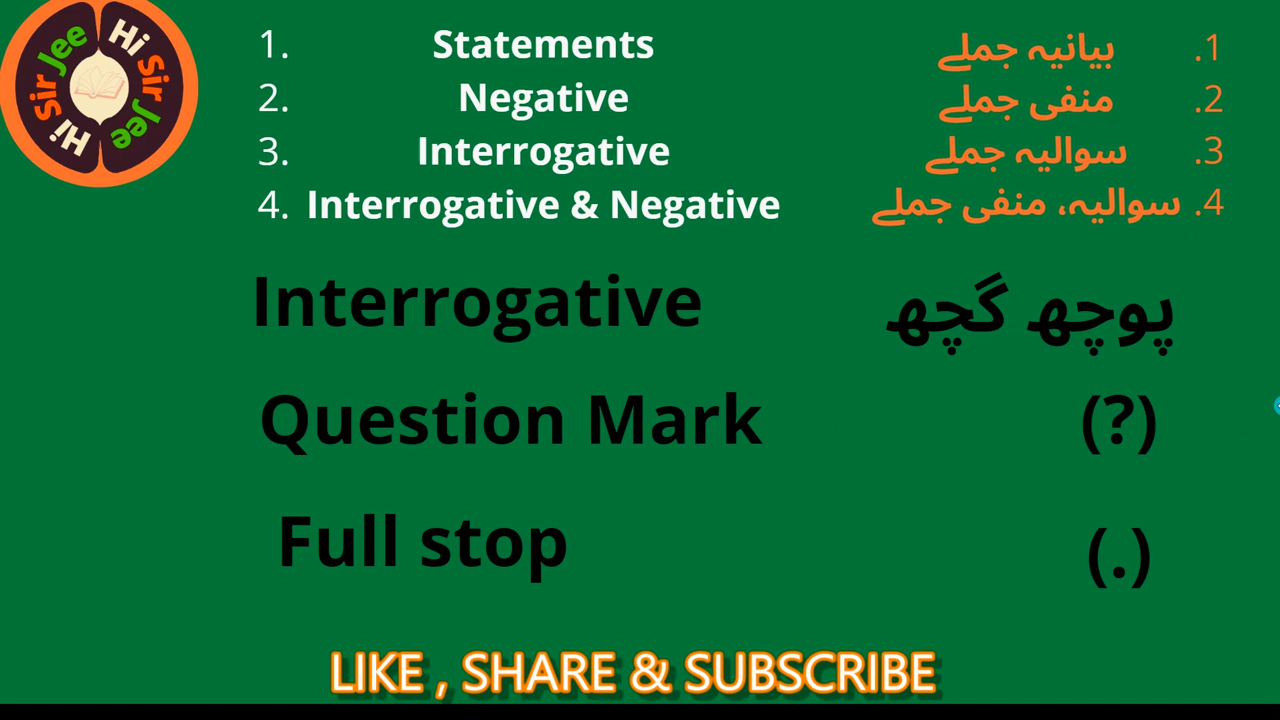 Hi Sir Jee
Hi Sir Jee
1. Statements بیانیہ جملے .1
2. Negative منفی جملے .2
3. Interrogative سوالیہ جملے .3
4. Interrogative & Negative سوالیہ، منفی جملے .4
Interrogative پوچھ گچھ
Question Mark (?)
Full stop (.)
LIKE , SHARE & SUBSCRIBE